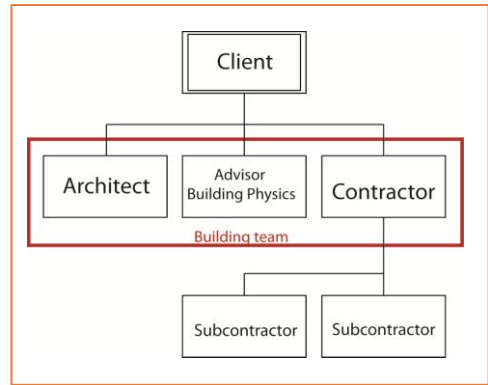 Client
Architect
Advisor
Building Physics
Contractor
Building team
Subcontractor
Subcontractor